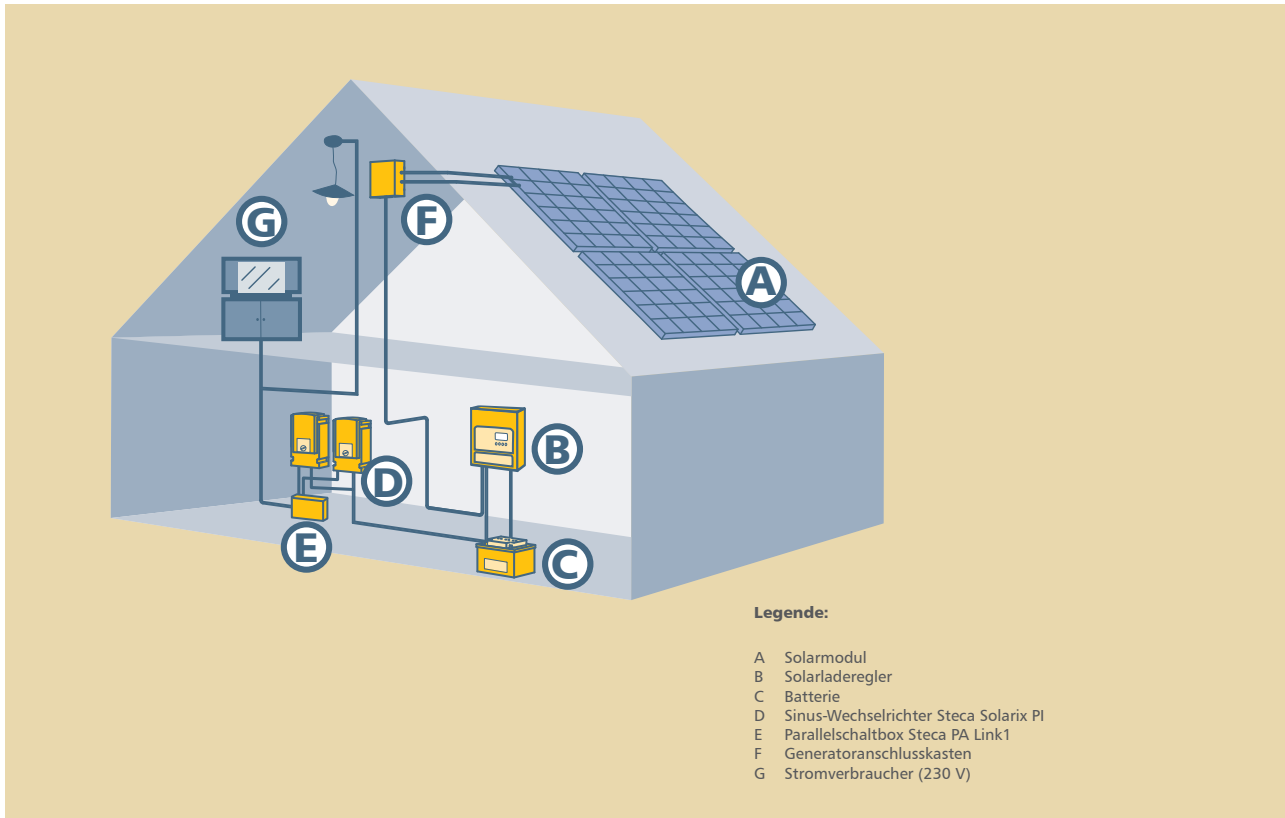 G
F
A
B
D
E
C
Legende:
A Solarmodul
B Solarladeregler
C Batterie
D Sinus-Wechselrichter Steca Solarix PI
E Parallelschaltbox Steca PA Link1
F Generatoranschlusskasten
G Stromverbraucher (230 V)